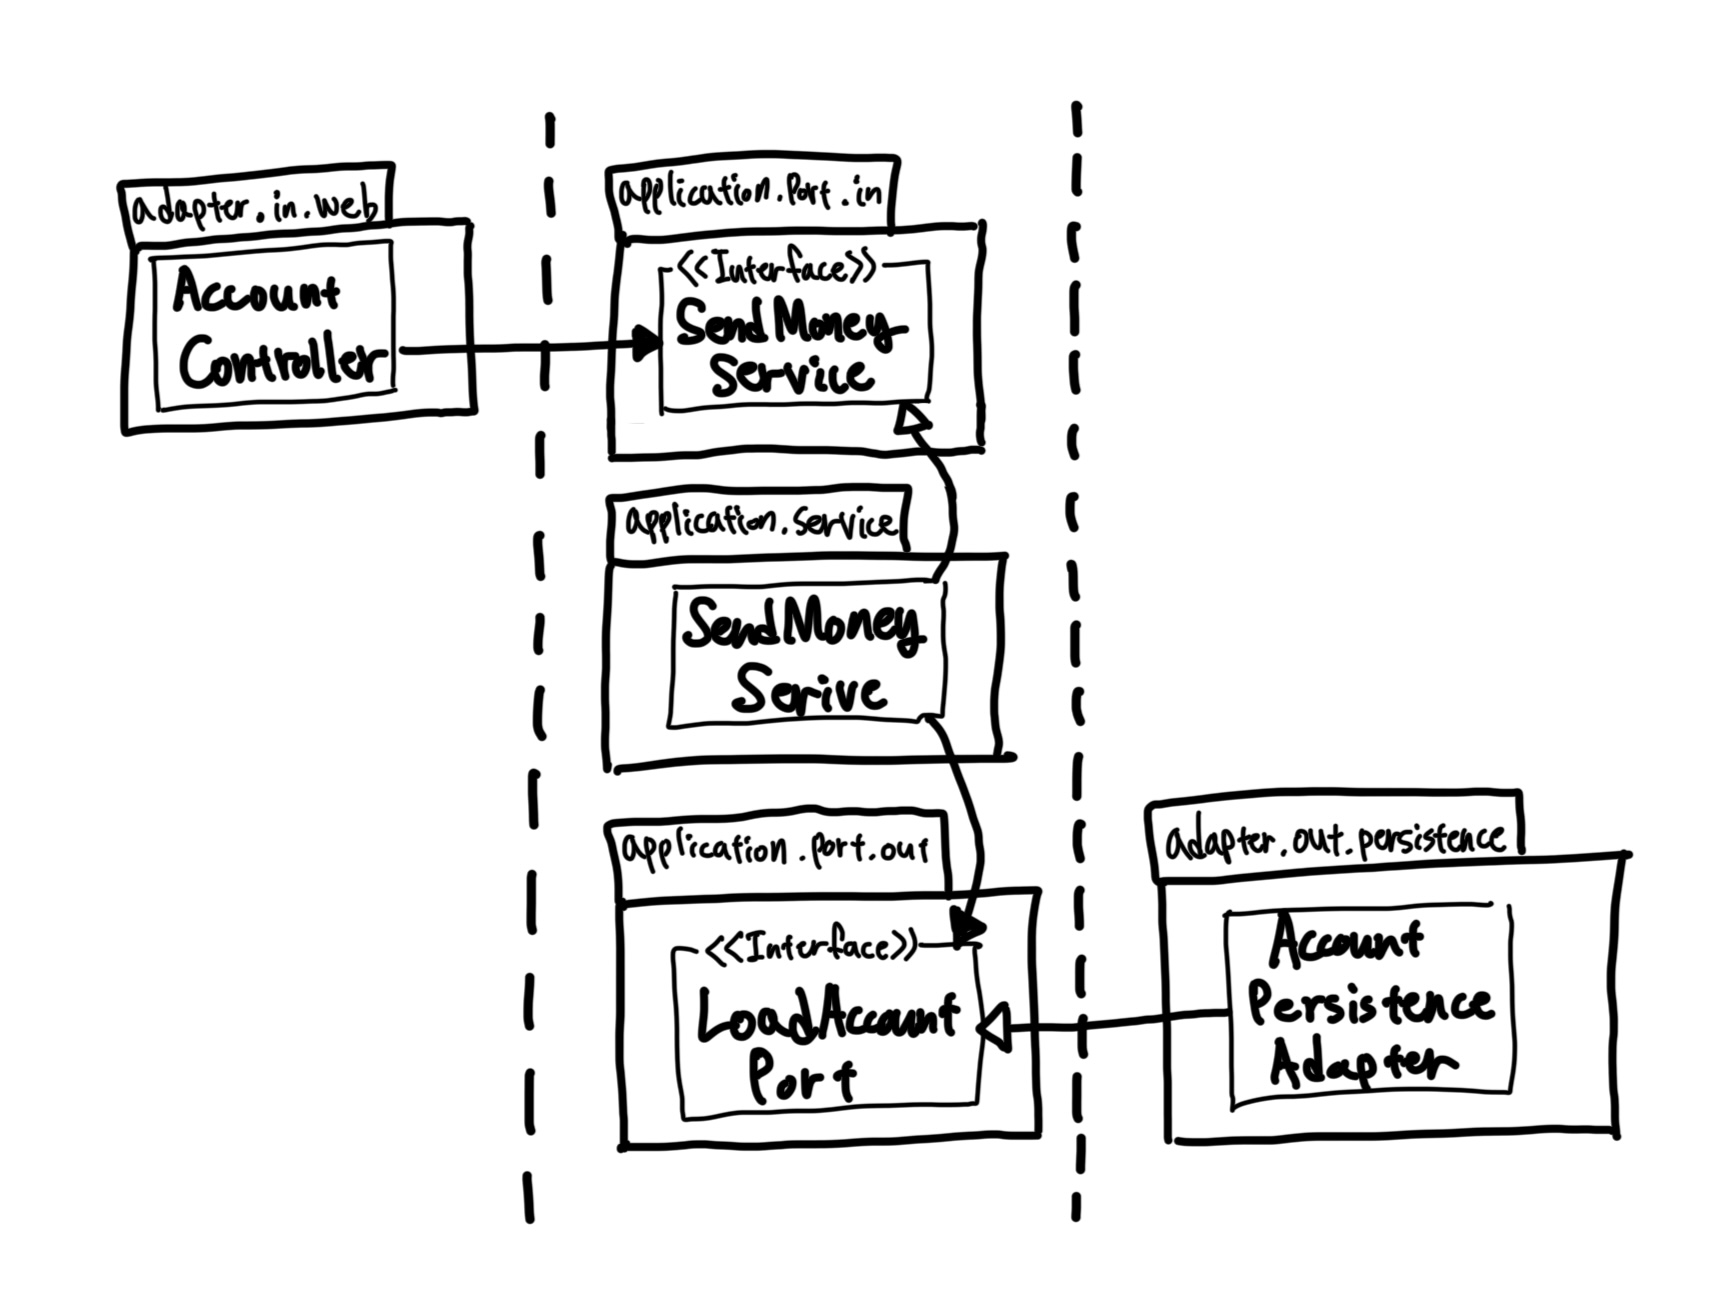 adapter.in.web
Account
Controller
application.port.in
<<Interface>>
SendMoney
Service
application.service
SendMoney
Serive
application.port.out
<<Interface>>
LoadAccount
Port
adapter.out.persistence
Account
Persistence
Adapter